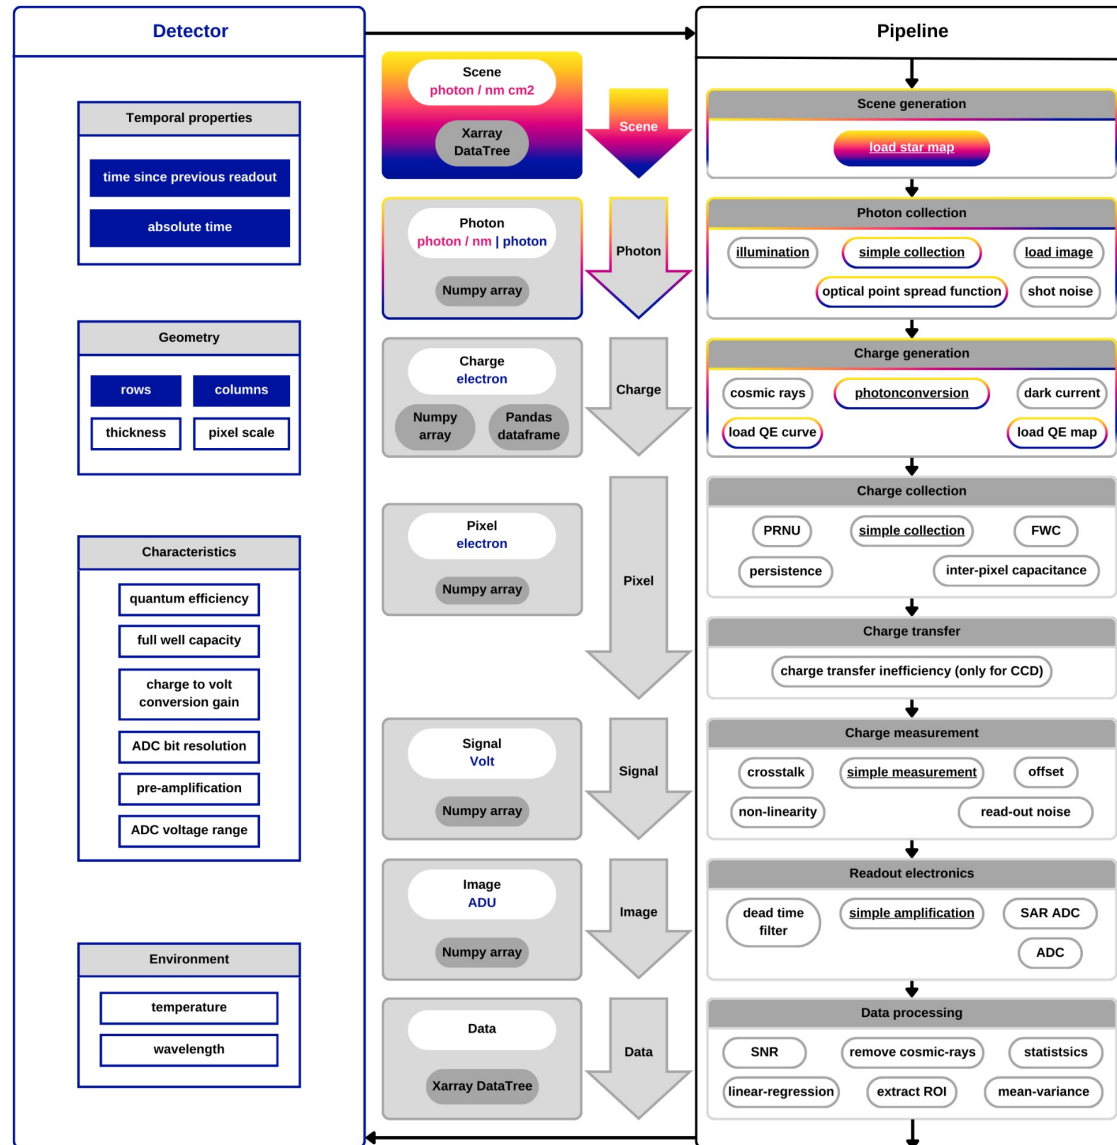 Detector
Temporal properties
time since previous readout
absolute time
Geometry
rows
columns
thickness
pixel scale
Characteristics
quantum efficiency
full well capacity
charge to volt
conversion gain
ADC bit resolution
pre-amplification
ADC voltage range
Environment
temperature
wavelength
Scene
photon / nm cm2
Xarray
DataTree
Scene
Photon
photon / nm | photon
Numpy array
Photon
Charge
electron
Numpy
array
Pandas
dataframe
Charge
Pixel
electron
Numpy array
Pixel
Signal
Volt
Numpy array
Signal
Image
ADU
Numpy array
Image
Data
Xarray DataTree
Data
Pipeline
Scene generation
load star map
Photon collection
illumination
simple collection
load image
optical point spread function
shot noise
Charge generation
cosmic rays
photonconversion
dark current
load QE curve
load QE map
Charge collection
PRNU
simple collection
FWC
persistence
inter-pixel capacitance
Charge transfer
charge transfer inefficiency (only for CCD)
Charge measurement
crosstalk
simple measurement
offset
non-linearity
read-out noise
Readout electronics
dead time
filter
simple amplification
SAR ADC
ADC
Data processing
SNR
remove cosmic-rays
statistsics
linear-regression
extract ROI
mean-variance